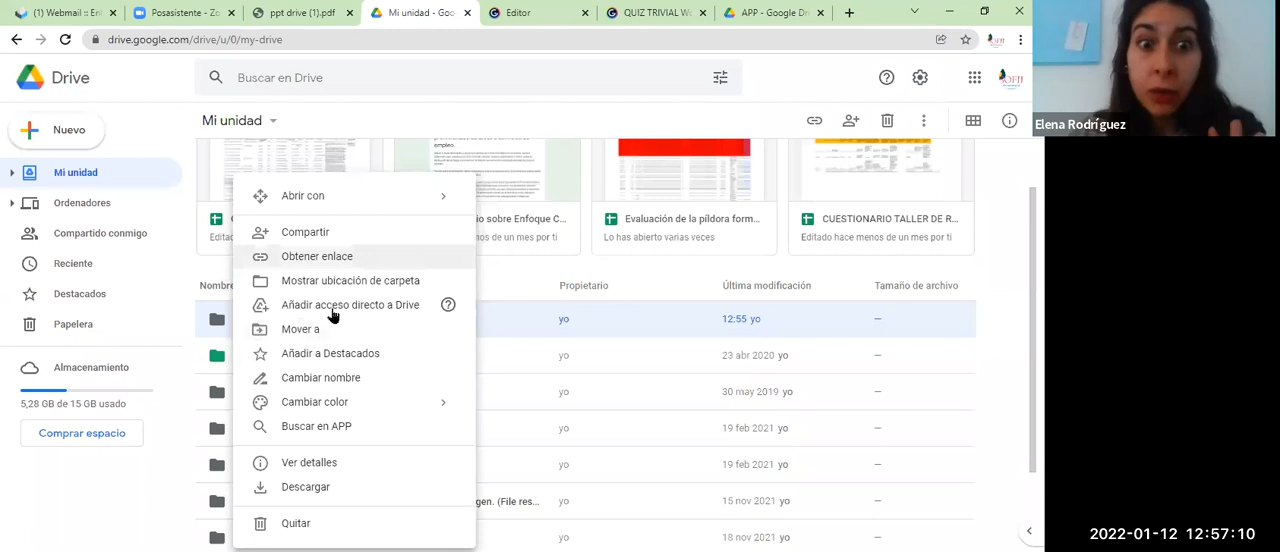 (1) Webmail :: En
Posasistente - Zo
ppt drive (1).pdf
Mi unidad - Goo
Editor
QUIZ TRIVIAL Wo
APP - Google Dri
drive.google.com/drive/u/0/my-drive
Drive
Buscar en Drive
Elena Rodríguez
Nuevo
Mi unidad
Mi unidad
Ordenadores
Compartido conmigo
Reciente
Destacados
Papelera
Almacenamiento
5,28 GB de 15 GB usado
Comprar espacio
empleo.
io sobre Enfoque C...
nos de un mes por ti
Evaluación de la píldora form...
Lo has abierto varias veces
CUESTIONARIO TALLER DE R...
Editado hace menos de un mes por ti
Editad
Abrir con
Compartir
Obtener enlace
Mostrar ubicación de carpeta
Añadir acceso directo a Drive
Mover a
Añadir a Destacados
Cambiar nombre
Cambiar color
Buscar en APP
Ver detalles
Descargar
Quitar
Nombre Propietario Última modificación Tamaño de archivo
yo 12:55 yo —
yo 23 abr 2020 yo —
yo 30 may 2019 yo —
yo 19 feb 2021 yo —
yo 19 feb 2021 yo —
gen. (File res... yo 15 nov 2021 yo —
yo 18 nov 2021 yo —
2022-01-12 12:57:10